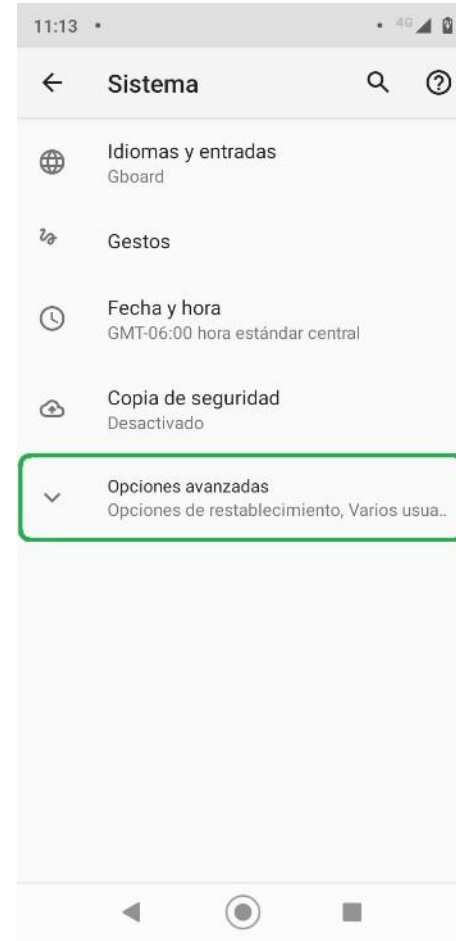 11:13
4G
Sistema
Idiomas y entradas
Gboard
Gestos
Fecha y hora
GMT-06:00 hora estándar central
Copia de seguridad
Desactivado
Opciones avanzadas
Opciones de restablecimiento, Varios usua..